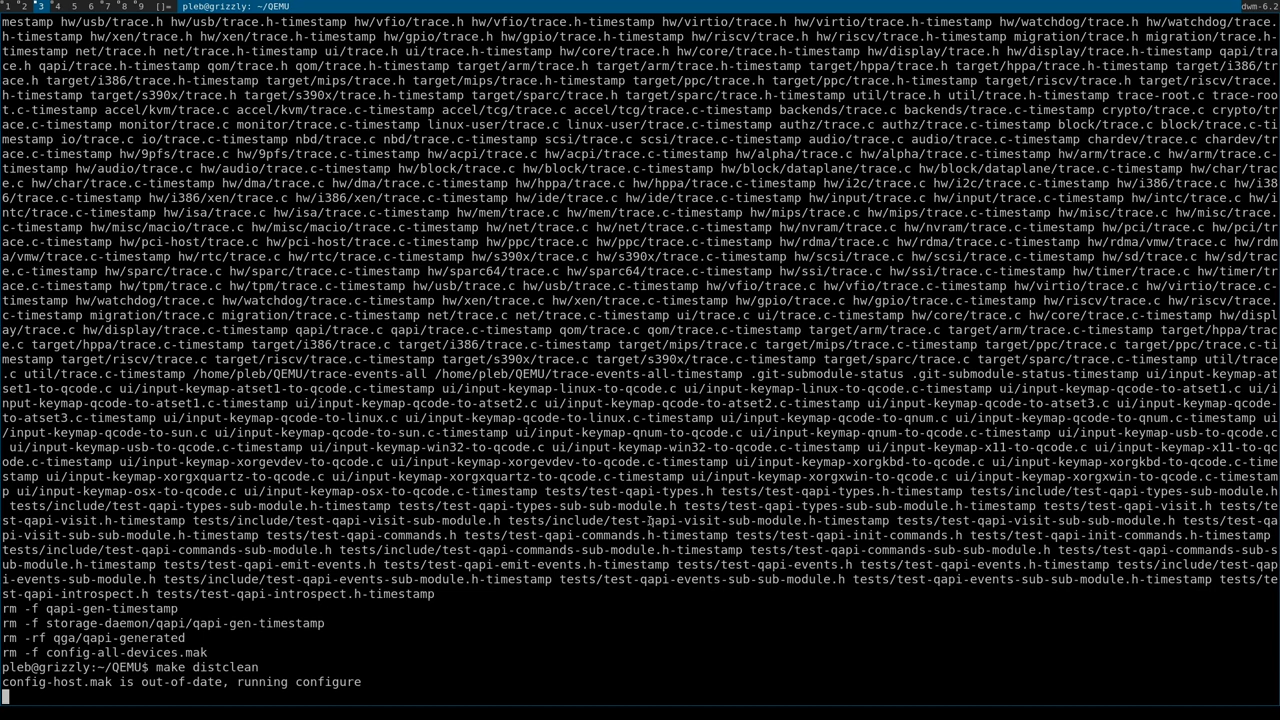 1 2 3 4 5 6 7 8 9 []= pleb@grizzly: ~/QEMU dwm-6.2
mestamp hw/usb/trace.h hw/usb/trace.h-timestamp hw/vfio/trace.h hw/vfio/trace.h-timestamp hw/virtio/trace.h hw/virtio/trace.h-timestamp hw/watchdog/trace.h hw/watchdog/trace.
h-timestamp hw/xen/trace.h hw/xen/trace.h-timestamp hw/gpio/trace.h hw/gpio/trace.h-timestamp hw/riscv/trace.h hw/riscv/trace.h-timestamp migration/trace.h migration/trace.h-
timestamp net/trace.h net/trace.h-timestamp ui/trace.h ui/trace.h-timestamp hw/core/trace.h hw/core/trace.h-timestamp hw/display/trace.h hw/display/trace.h-timestamp qapi/tra
ce.h qapi/trace.h-timestamp qom/trace.h qom/trace.h-timestamp target/arm/trace.h target/arm/trace.h-timestamp target/hppa/trace.h target/hppa/trace.h-timestamp target/i386/tr
ace.h target/i386/trace.h-timestamp target/mips/trace.h target/mips/trace.h-timestamp target/ppc/trace.h target/ppc/trace.h-timestamp target/riscv/trace.h target/riscv/trace.
h-timestamp target/s390x/trace.h target/s390x/trace.h-timestamp target/sparc/trace.h target/sparc/trace.h-timestamp util/trace.h util/trace.h-timestamp trace-root.c trace-roo
t.c-timestamp accel/kvm/trace.c accel/kvm/trace.c-timestamp accel/tcg/trace.c accel/tcg/trace.c-timestamp backends/trace.c backends/trace.c-timestamp crypto/trace.c crypto/tr
ace.c-timestamp monitor/trace.c monitor/trace.c-timestamp linux-user/trace.c linux-user/trace.c-timestamp authz/trace.c authz/trace.c-timestamp block/trace.c block/trace.c-ti
mestamp io/trace.c io/trace.c-timestamp nbd/trace.c nbd/trace.c-timestamp scsi/trace.c scsi/trace.c-timestamp audio/trace.c audio/trace.c-timestamp chardev/trace.c chardev/tr
ace.c-timestamp hw/9pfs/trace.c hw/9pfs/trace.c-timestamp hw/acpi/trace.c hw/acpi/trace.c-timestamp hw/alpha/trace.c hw/alpha/trace.c-timestamp hw/arm/trace.c hw/arm/trace.c-
timestamp hw/audio/trace.c hw/audio/trace.c-timestamp hw/block/trace.c hw/block/trace.c-timestamp hw/block/dataplane/trace.c hw/block/dataplane/trace.c-timestamp hw/char/trac
e.c hw/char/trace.c-timestamp hw/dma/trace.c hw/dma/trace.c-timestamp hw/hppa/trace.c hw/hppa/trace.c-timestamp hw/i2c/trace.c hw/i2c/trace.c-timestamp hw/i386/trace.c hw/i38
6/trace.c-timestamp hw/i386/xen/trace.c hw/i386/xen/trace.c-timestamp hw/ide/trace.c hw/ide/trace.c-timestamp hw/input/trace.c hw/input/trace.c-timestamp hw/intc/trace.c hw/i
ntc/trace.c-timestamp hw/isa/trace.c hw/isa/trace.c-timestamp hw/mem/trace.c hw/mem/trace.c-timestamp hw/mips/trace.c hw/mips/trace.c-timestamp hw/misc/trace.c hw/misc/trace.
c-timestamp hw/misc/macio/trace.c hw/misc/macio/trace.c-timestamp hw/net/trace.c hw/net/trace.c-timestamp hw/nvram/trace.c hw/nvram/trace.c-timestamp hw/pci/trace.c hw/pci/tr
ace.c-timestamp hw/pci-host/trace.c hw/pci-host/trace.c-timestamp hw/ppc/trace.c hw/ppc/trace.c-timestamp hw/rdma/trace.c hw/rdma/trace.c-timestamp hw/rdma/vmw/trace.c hw/rdm
a/vmw/trace.c-timestamp hw/rtc/trace.c hw/rtc/trace.c-timestamp hw/s390x/trace.c hw/s390x/trace.c-timestamp hw/scsi/trace.c hw/scsi/trace.c-timestamp hw/sd/trace.c hw/sd/trac
e.c-timestamp hw/sparc/trace.c hw/sparc/trace.c-timestamp hw/sparc64/trace.c hw/sparc64/trace.c-timestamp hw/ssi/trace.c hw/ssi/trace.c-timestamp hw/timer/trace.c hw/timer/tr
ace.c-timestamp hw/tpm/trace.c hw/tpm/trace.c-timestamp hw/usb/trace.c hw/usb/trace.c-timestamp hw/vfio/trace.c hw/vfio/trace.c-timestamp hw/virtio/trace.c hw/virtio/trace.c-
timestamp hw/watchdog/trace.c hw/watchdog/trace.c-timestamp hw/xen/trace.c hw/xen/trace.c-timestamp hw/gpio/trace.c hw/gpio/trace.c-timestamp hw/riscv/trace.c hw/riscv/trace.
c-timestamp migration/trace.c migration/trace.c-timestamp net/trace.c net/trace.c-timestamp ui/trace.c ui/trace.c-timestamp hw/core/trace.c hw/core/trace.c-timestamp hw/displ
ay/trace.c hw/display/trace.c-timestamp qapi/trace.c qapi/trace.c-timestamp qom/trace.c qom/trace.c-timestamp target/arm/trace.c target/arm/trace.c-timestamp target/hppa/trac
e.c target/hppa/trace.c-timestamp target/i386/trace.c target/i386/trace.c-timestamp target/mips/trace.c target/mips/trace.c-timestamp target/ppc/trace.c target/ppc/trace.c-ti
mestamp target/riscv/trace.c target/riscv/trace.c-timestamp target/s390x/trace.c target/s390x/trace.c-timestamp target/sparc/trace.c target/sparc/trace.c-timestamp util/trace
.c util/trace.c-timestamp /home/pleb/QEMU/trace-events-all /home/pleb/QEMU/trace-events-all-timestamp .git-submodule-status .git-submodule-status-timestamp ui/input-keymap-at
set1-to-qcode.c ui/input-keymap-atset1-to-qcode.c-timestamp ui/input-keymap-linux-to-qcode.c ui/input-keymap-linux-to-qcode.c-timestamp ui/input-keymap-qcode-to-atset1.c ui/i
nput-keymap-qcode-to-atset1.c-timestamp ui/input-keymap-qcode-to-atset2.c ui/input-keymap-qcode-to-atset2.c-timestamp ui/input-keymap-qcode-to-atset3.c ui/input-keymap-qcode-
to-atset3.c-timestamp ui/input-keymap-qcode-to-linux.c ui/input-keymap-qcode-to-linux.c-timestamp ui/input-keymap-qcode-to-qnum.c ui/input-keymap-qcode-to-qnum.c-timestamp ui
/input-keymap-qcode-to-sun.c ui/input-keymap-qcode-to-sun.c-timestamp ui/input-keymap-qnum-to-qcode.c ui/input-keymap-qnum-to-qcode.c-timestamp ui/input-keymap-usb-to-qcode.c
ui/input-keymap-usb-to-qcode.c-timestamp ui/input-keymap-win32-to-qcode.c ui/input-keymap-win32-to-qcode.c-timestamp ui/input-keymap-x11-to-qcode.c ui/input-keymap-x11-to-qc
ode.c-timestamp ui/input-keymap-xorgevdev-to-qcode.c ui/input-keymap-xorgevdev-to-qcode.c-timestamp ui/input-keymap-xorgkbd-to-qcode.c ui/input-keymap-xorgkbd-to-qcode.c-time
stamp ui/input-keymap-xorgxquartz-to-qcode.c ui/input-keymap-xorgxquartz-to-qcode.c-timestamp ui/input-keymap-xorgxwin-to-qcode.c ui/input-keymap-xorgxwin-to-qcode.c-timestam
p ui/input-keymap-osx-to-qcode.c ui/input-keymap-osx-to-qcode.c-timestamp tests/test-qapi-types.h tests/test-qapi-types.h-timestamp tests/include/test-qapi-types-sub-module.h
tests/include/test-qapi-types-sub-module.h-timestamp tests/test-qapi-types-sub-sub-module.h tests/test-qapi-types-sub-sub-module.h-timestamp tests/test-qapi-visit.h tests/te
st-qapi-visit.h-timestamp tests/include/test-qapi-visit-sub-module.h tests/include/test-qapi-visit-sub-module.h-timestamp tests/test-qapi-visit-sub-sub-module.h tests/test-qa
pi-visit-sub-sub-module.h-timestamp tests/test-qapi-commands.h tests/test-qapi-commands.h-timestamp tests/test-qapi-init-commands.h tests/test-qapi-init-commands.h-timestamp
tests/include/test-qapi-commands-sub-module.h tests/include/test-qapi-commands-sub-module.h-timestamp tests/test-qapi-commands-sub-sub-module.h tests/test-qapi-commands-sub-s
ub-module.h-timestamp tests/test-qapi-emit-events.h tests/test-qapi-emit-events.h-timestamp tests/test-qapi-events.h tests/test-qapi-events.h-timestamp tests/include/test-qap
i-events-sub-module.h tests/include/test-qapi-events-sub-module.h-timestamp tests/test-qapi-events-sub-sub-module.h tests/test-qapi-events-sub-sub-module.h-timestamp tests/te
st-qapi-introspect.h tests/test-qapi-introspect.h-timestamp
rm -f qapi-gen-timestamp
rm -f storage-daemon/qapi/qapi-gen-timestamp
rm -rf qga/qapi-generated
rm -f config-all-devices.mak
pleb@grizzly:~/QEMU$ make distclean
config-host.mak is out-of-date, running configure